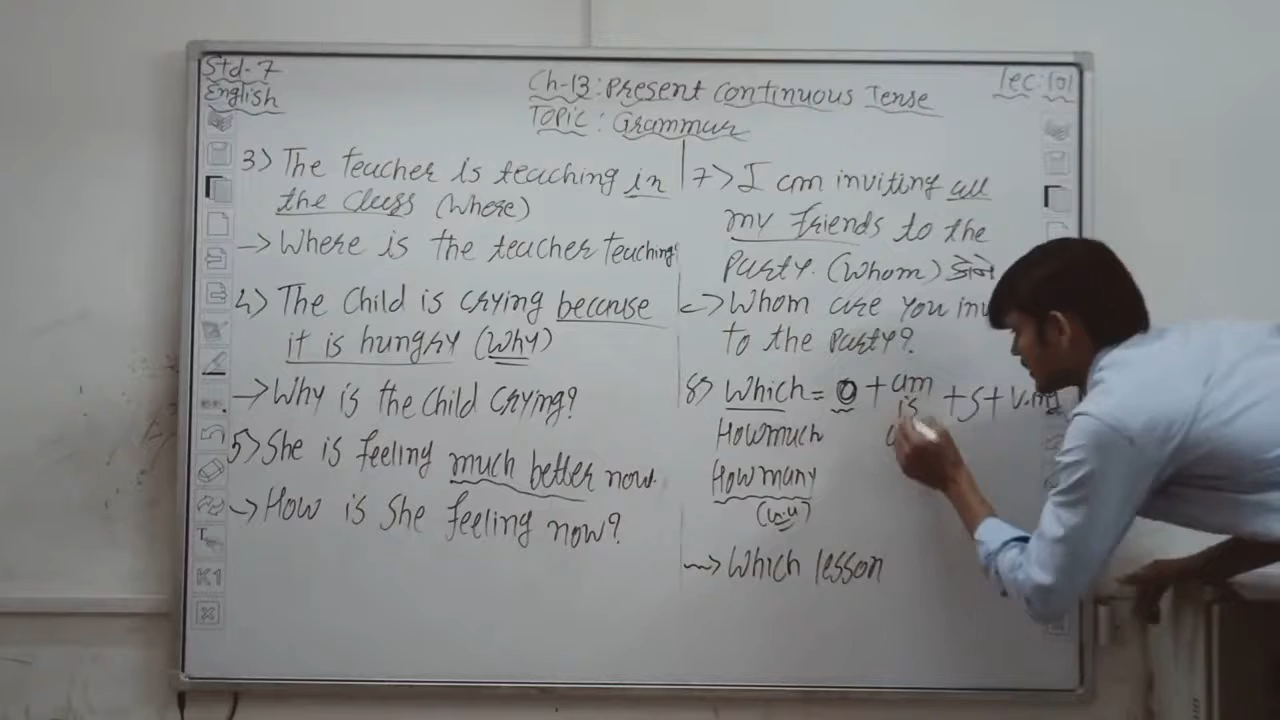 Std-7
English
Ch-13: Present Continuous Tense
Topic: Grammar
lec: 101
3) The teacher is teaching in
the class (where)
-> Where is the teacher teaching?
4) The child is crying because
it is hungry (why)
-> Why is the child crying?
5) She is feeling much better now.
-> How is she feeling now?
7) I am inviting all
my friends to the
Party. (Whom)
-> Whom are you inv
to the Party?
8) Which = O + am + S + V.ing
is
How much
How many
-> Which lesson
T
K1